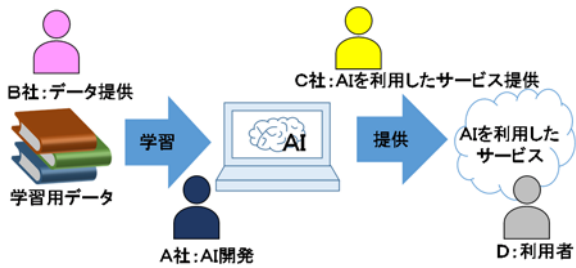 B社:データ提供
学習用データ
学習
A社:AI開発
AI
C社:AIを利用したサービス提供
提供
AIを利用した
サービス
D:利用者